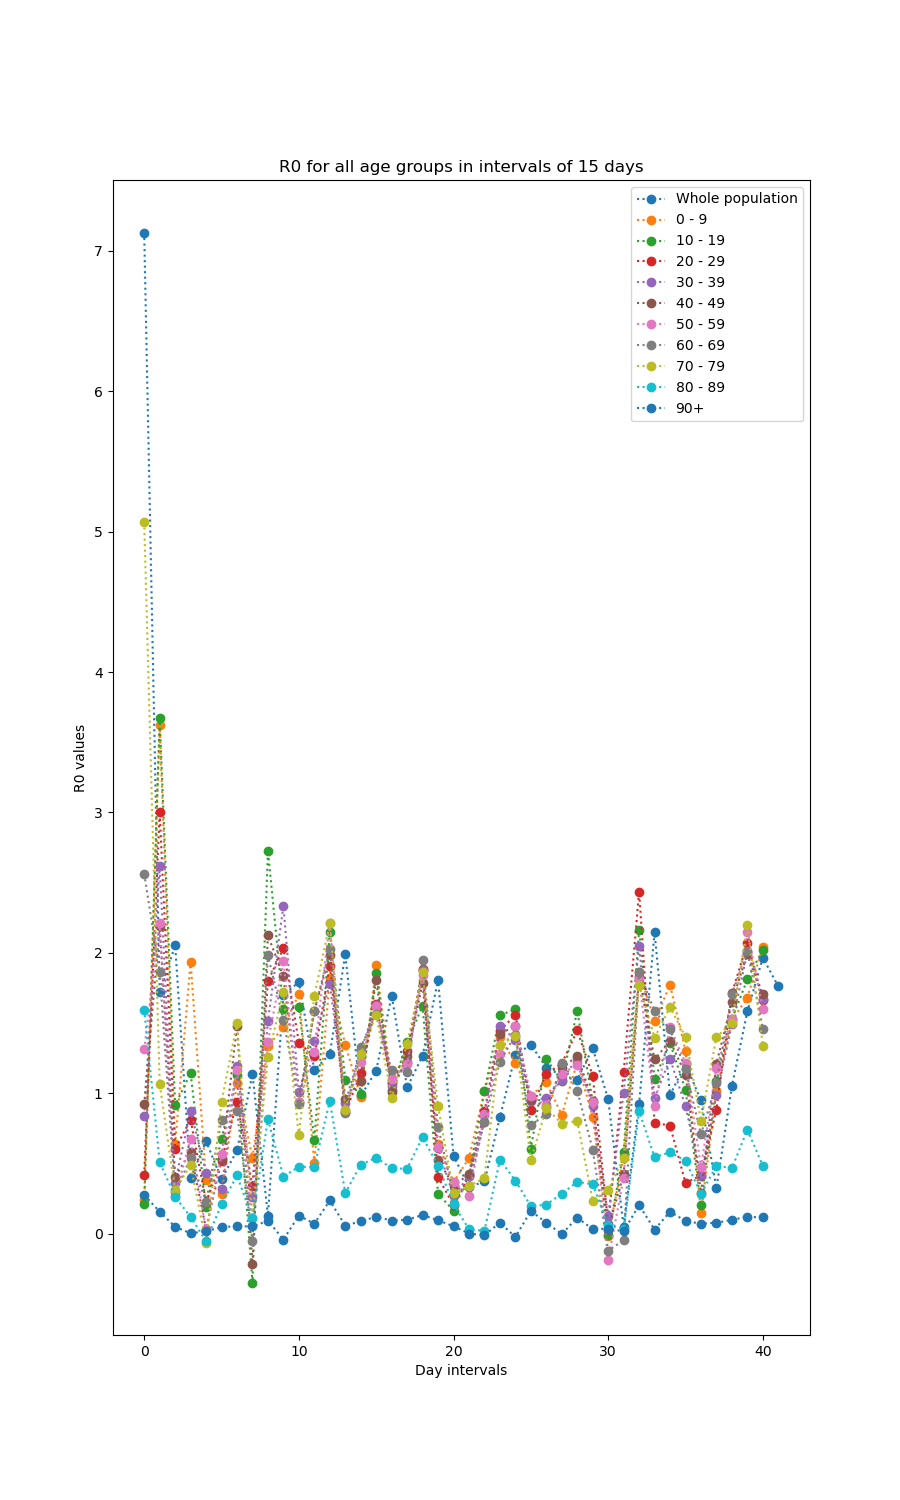 R0 for all age groups in intervals of 15 days
Whole population
0 - 9
10 - 19
20 - 29
30 - 39
40 - 49
50 - 59
60 - 69
70 - 79
80 - 89
90+
7
6
5
4
3
2
1
0
R0 values
0 10 20 30 40
Day intervals